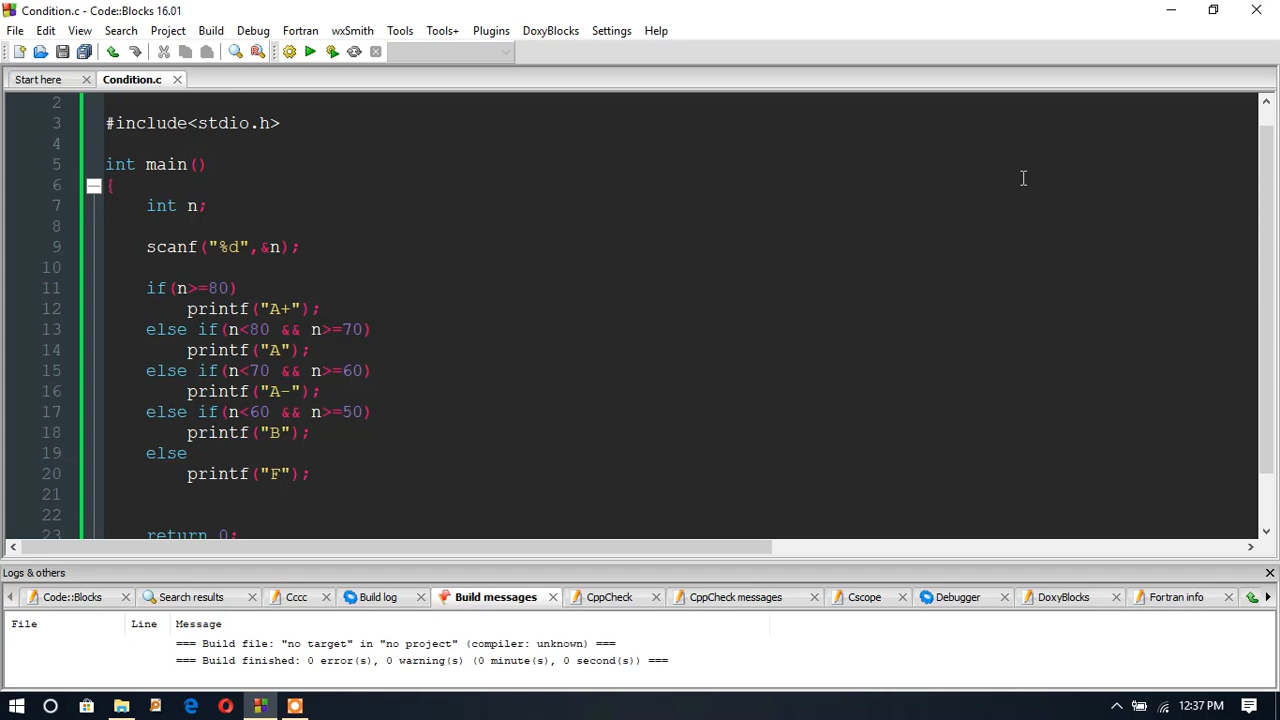 Condition.c - Code::Blocks 16.01
File Edit View Search Project Build Debug Fortran wxSmith Tools Tools+ Plugins DoxyBlocks Settings Help
Start here Condition.c
2
3 #include<stdio.h>
4
5 int main()
6 {
7 int n;
8
9 scanf("%d",&n);
10
11 if(n>=80)
12 printf("A+");
13 else if(n<80 && n>=70)
14 printf("A");
15 else if(n<70 && n>=60)
16 printf("A-");
17 else if(n<60 && n>=50)
18 printf("B");
19 else
20 printf("F");
21
22
23 return 0;
Logs & others
Code::Blocks Search results Cccc Build log Build messages CppCheck CppCheck messages Cscope Debugger DoxyBlocks Fortran info
File Line Message
=== Build file: "no target" in "no project" (compiler: unknown) ===
=== Build finished: 0 error(s), 0 warning(s) (0 minute(s), 0 second(s)) ===
12:37 PM